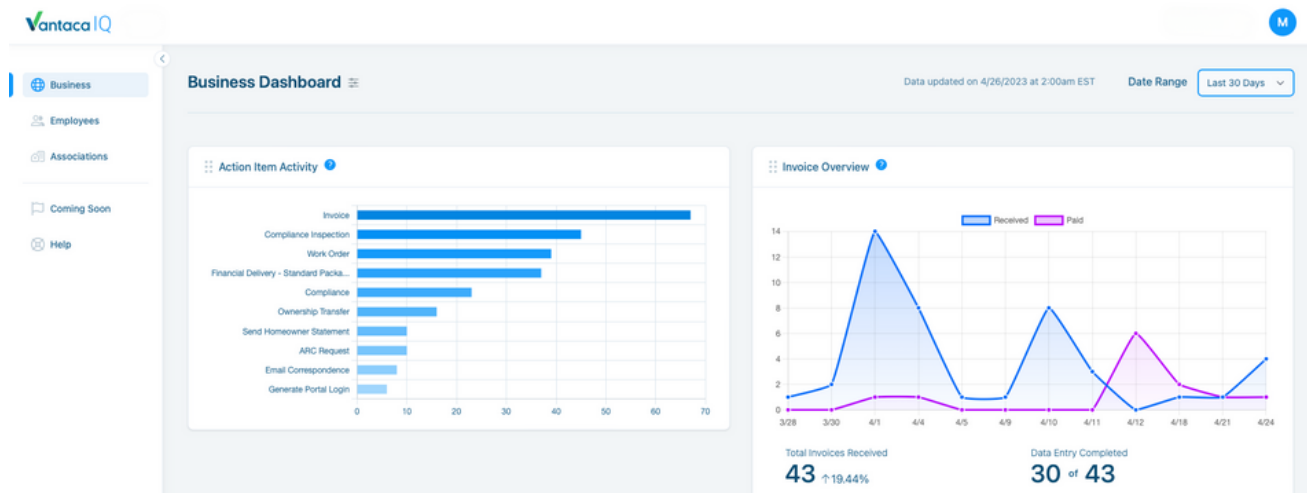 Vantaca IQ
M
Business
Employees
Associations
Coming Soon
Help
Business Dashboard
Data updated on 4/26/2023 at 2:00am EST
Date Range
Last 30 Days
Action Item Activity ?
Invoice
Compliance Inspection
Work Order
Financial Delivery - Standard Packa...
Compliance
Ownership Transfer
Send Homeowner Statement
ARC Request
Email Correspondence
Generate Portal Login
0 10 20 30 40 50 60 70
Invoice Overview ?
Received Paid
14
12
10
8
6
4
2
0
3/28 3/30 4/1 4/4 4/5 4/9 4/10 4/11 4/12 4/18 4/21 4/24
Total Invoices Received
43 ↑19.44%
Data Entry Completed
30 of 43